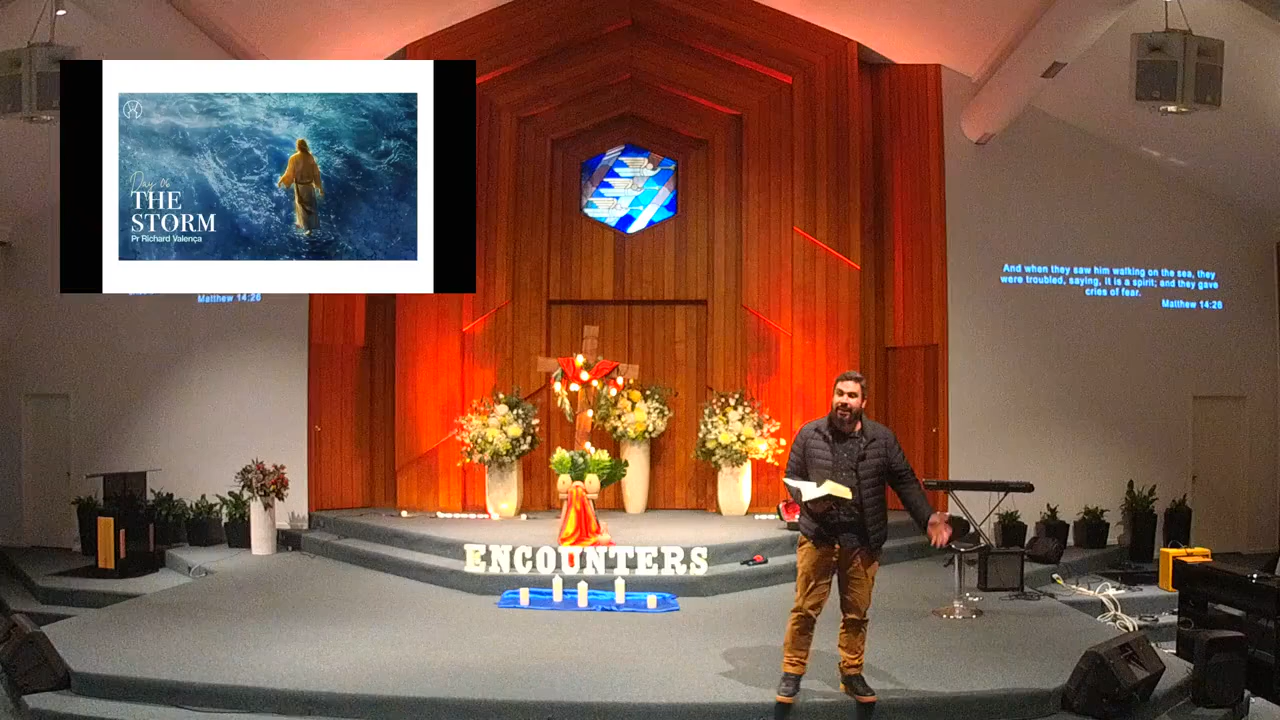 Day 06
THE
STORM
Pr Richard Valença
Matthew 14:26
And when they saw him walking on the sea, they
were troubled, saying, It is a spirit; and they gave
cries of fear.
Matthew 14:26
ENCOUNTERS